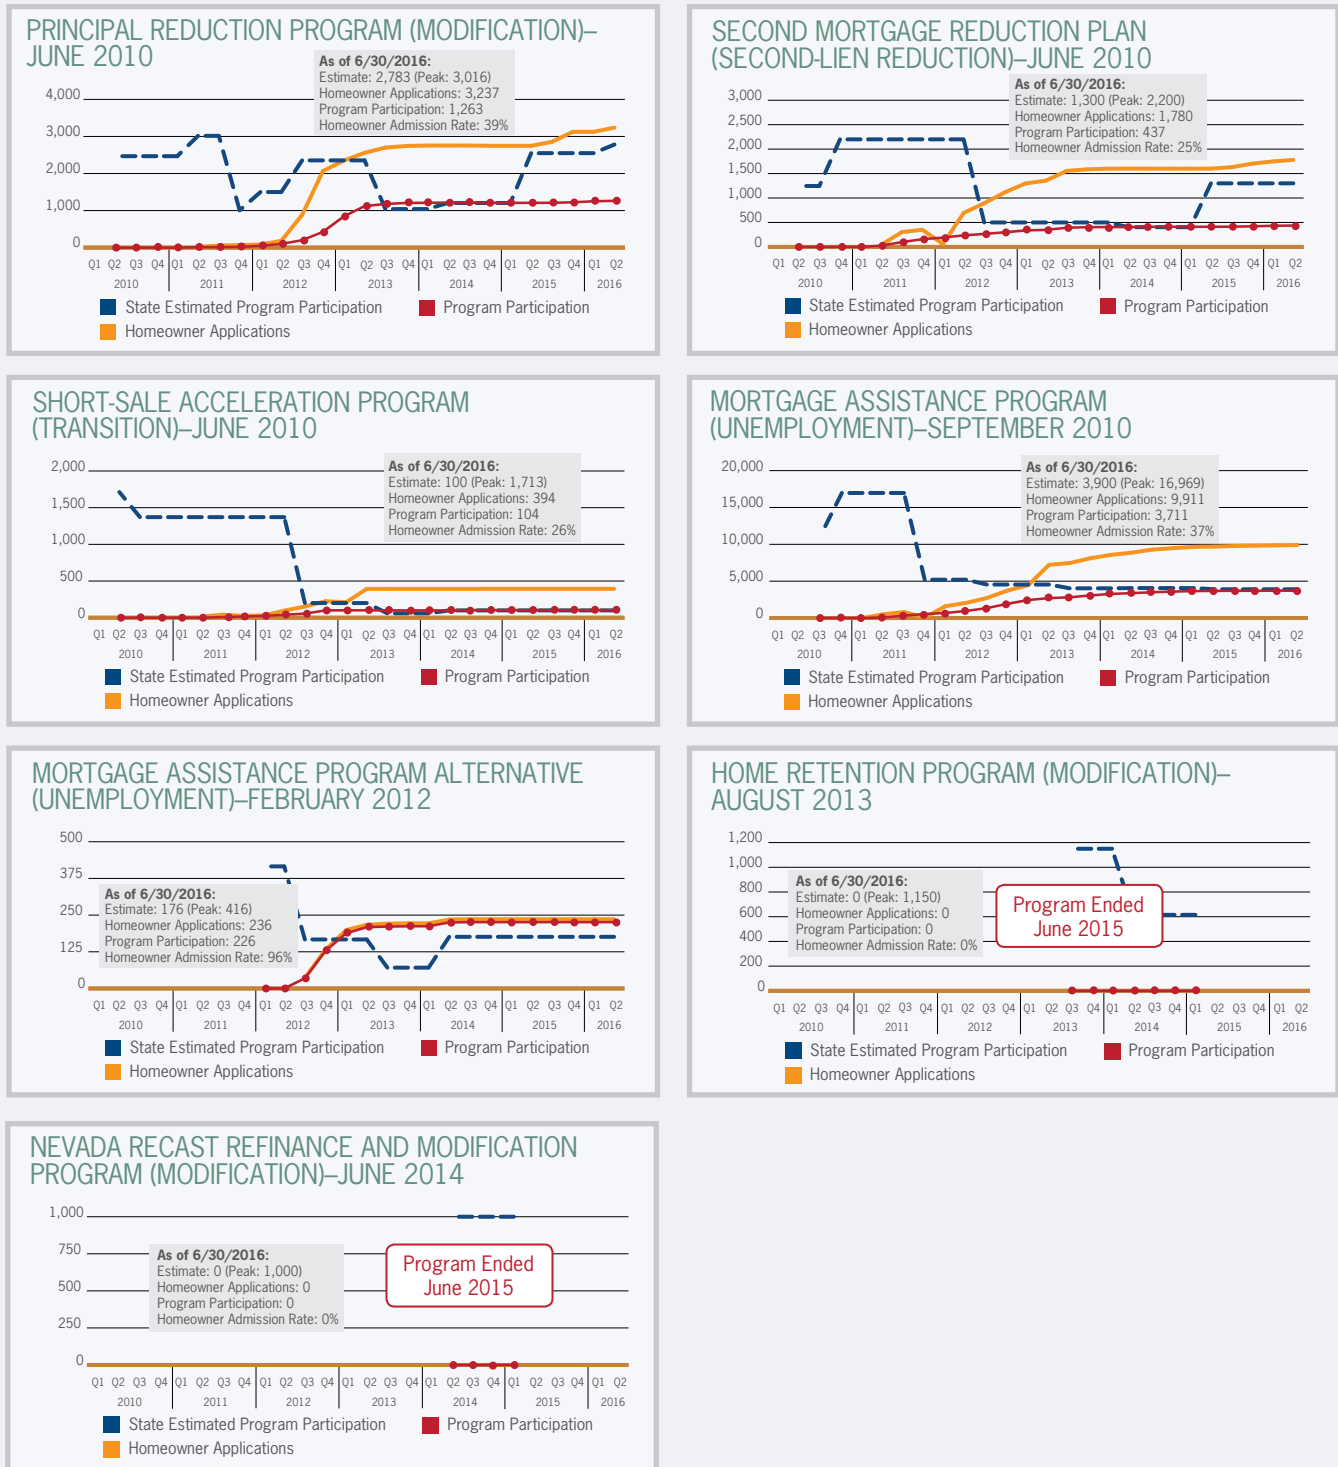 PRINCIPAL REDUCTION PROGRAM (MODIFICATION)–
JUNE 2010
As of 6/30/2016:
Estimate: 2,783 (Peak: 3,016)
Homeowner Applications: 3,237
Program Participation: 1,263
Homeowner Admission Rate: 39%
4,000
3,000
2,000
1,000
0
Q1 Q2 Q3 Q4 Q1 Q2 Q3 Q4 Q1 Q2 Q3 Q4 Q1 Q2 Q3 Q4 Q1 Q2 Q3 Q4 Q1 Q2 Q3 Q4 Q1 Q2
2010 2011 2012 2013 2014 2015 2016
State Estimated Program Participation Program Participation
Homeowner Applications
SECOND MORTGAGE REDUCTION PLAN
(SECOND-LIEN REDUCTION)–JUNE 2010
As of 6/30/2016:
Estimate: 1,300 (Peak: 2,200)
Homeowner Applications: 1,780
Program Participation: 437
Homeowner Admission Rate: 25%
3,000
2,500
2,000
1,500
1,000
500
0
Q1 Q2 Q3 Q4 Q1 Q2 Q3 Q4 Q1 Q2 Q3 Q4 Q1 Q2 Q3 Q4 Q1 Q2 Q3 Q4 Q1 Q2 Q3 Q4 Q1 Q2
2010 2011 2012 2013 2014 2015 2016
State Estimated Program Participation Program Participation
Homeowner Applications
SHORT-SALE ACCELERATION PROGRAM
(TRANSITION)–JUNE 2010
As of 6/30/2016:
Estimate: 100 (Peak: 1,713)
Homeowner Applications: 394
Program Participation: 104
Homeowner Admission Rate: 26%
2,000
1,500
1,000
500
0
Q1 Q2 Q3 Q4 Q1 Q2 Q3 Q4 Q1 Q2 Q3 Q4 Q1 Q2 Q3 Q4 Q1 Q2 Q3 Q4 Q1 Q2 Q3 Q4 Q1 Q2
2010 2011 2012 2013 2014 2015 2016
State Estimated Program Participation Program Participation
Homeowner Applications
MORTGAGE ASSISTANCE PROGRAM
(UNEMPLOYMENT)–SEPTEMBER 2010
As of 6/30/2016:
Estimate: 3,900 (Peak: 16,969)
Homeowner Applications: 9,911
Program Participation: 3,711
Homeowner Admission Rate: 37%
20,000
15,000
10,000
5,000
0
Q1 Q2 Q3 Q4 Q1 Q2 Q3 Q4 Q1 Q2 Q3 Q4 Q1 Q2 Q3 Q4 Q1 Q2 Q3 Q4 Q1 Q2 Q3 Q4 Q1 Q2
2010 2011 2012 2013 2014 2015 2016
State Estimated Program Participation Program Participation
Homeowner Applications
MORTGAGE ASSISTANCE PROGRAM ALTERNATIVE
(UNEMPLOYMENT)–FEBRUARY 2012
As of 6/30/2016:
Estimate: 176 (Peak: 416)
Homeowner Applications: 236
Program Participation: 226
Homeowner Admission Rate: 96%
500
375
250
125
0
Q1 Q2 Q3 Q4 Q1 Q2 Q3 Q4 Q1 Q2 Q3 Q4 Q1 Q2 Q3 Q4 Q1 Q2 Q3 Q4 Q1 Q2 Q3 Q4 Q1 Q2
2010 2011 2012 2013 2014 2015 2016
State Estimated Program Participation Program Participation
Homeowner Applications
HOME RETENTION PROGRAM (MODIFICATION)–
AUGUST 2013
As of 6/30/2016:
Estimate: 0 (Peak: 1,150)
Homeowner Applications: 0
Program Participation: 0
Homeowner Admission Rate: 0%
Program Ended
June 2015
1,200
1,000
800
600
400
200
0
Q1 Q2 Q3 Q4 Q1 Q2 Q3 Q4 Q1 Q2 Q3 Q4 Q1 Q2 Q3 Q4 Q1 Q2 Q3 Q4 Q1 Q2 Q3 Q4 Q1 Q2
2010 2011 2012 2013 2014 2015 2016
State Estimated Program Participation Program Participation
Homeowner Applications
NEVADA RECAST REFINANCE AND MODIFICATION
PROGRAM (MODIFICATION)–JUNE 2014
As of 6/30/2016:
Estimate: 0 (Peak: 1,000)
Homeowner Applications: 0
Program Participation: 0
Homeowner Admission Rate: 0%
Program Ended
June 2015
1,000
750
500
250
0
Q1 Q2 Q3 Q4 Q1 Q2 Q3 Q4 Q1 Q2 Q3 Q4 Q1 Q2 Q3 Q4 Q1 Q2 Q3 Q4 Q1 Q2 Q3 Q4 Q1 Q2
2010 2011 2012 2013 2014 2015 2016
State Estimated Program Participation Program Participation
Homeowner Applications